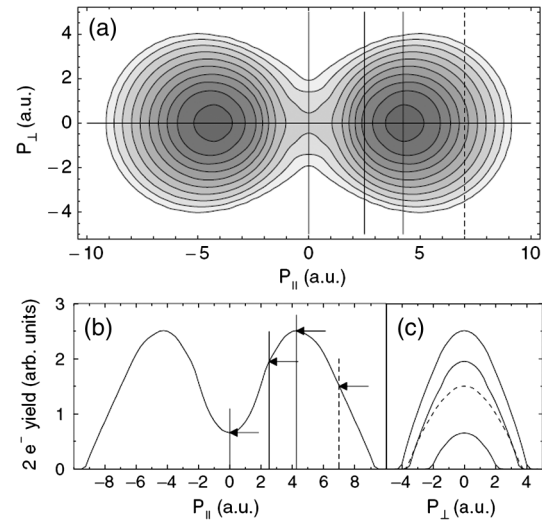 (a)
P⊥ (a.u.)
4
2
0
−2
−4
−10
−5
0
5
10
P|| (a.u.)
2 e⁻ yield (arb. units)
3
2
1
0
(b)
(c)
−8 −6 −4 −2 0 2 4 6 8
−4 −2 0 2 4
P|| (a.u.)
P⊥ (a.u.)